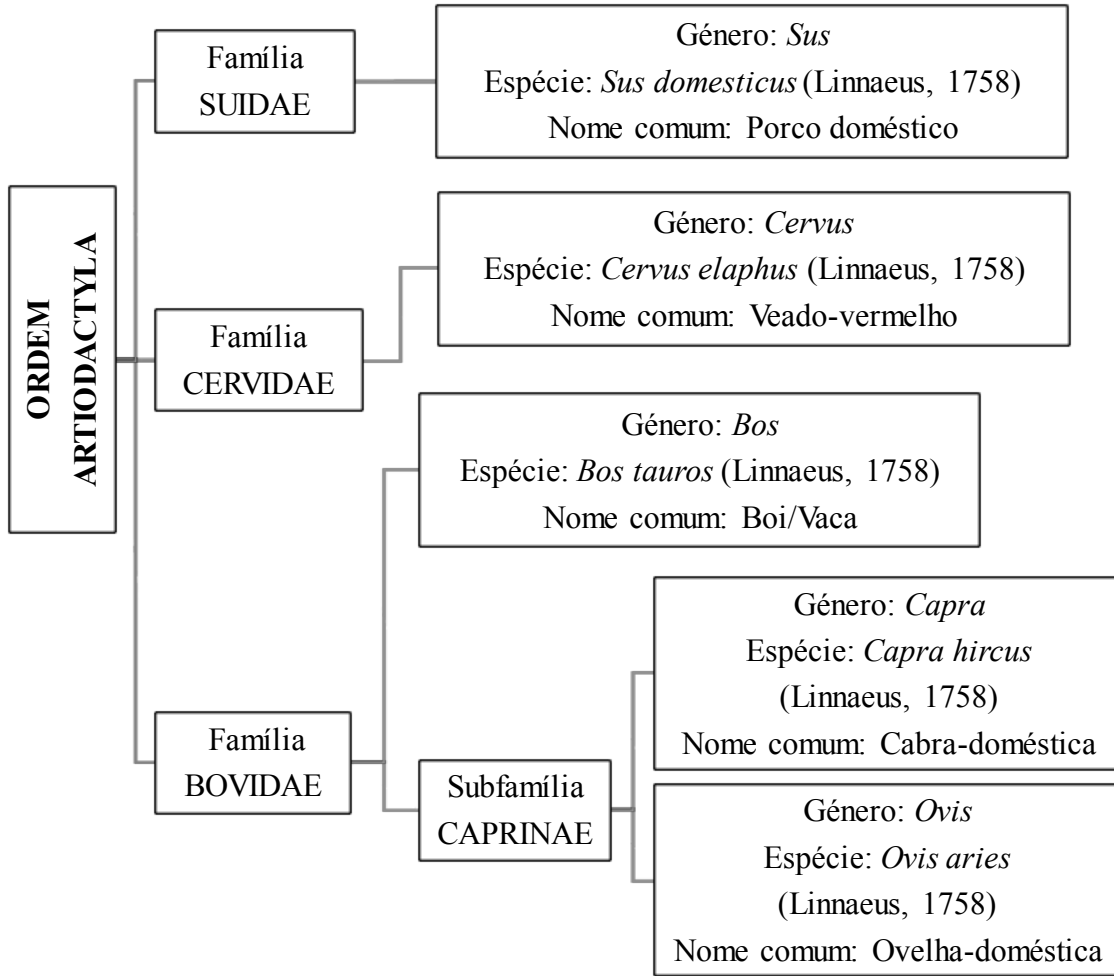 ORDEM
ARTIODACTYLA
Família
SUIDAE
Género: Sus
Espécie: Sus domesticus (Linnaeus, 1758)
Nome comum: Porco doméstico
Família
CERVIDAE
Género: Cervus
Espécie: Cervus elaphus (Linnaeus, 1758)
Nome comum: Veado-vermelho
Família
BOVIDAE
Género: Bos
Espécie: Bos tauros (Linnaeus, 1758)
Nome comum: Boi/Vaca
Subfamília
CAPRINAE
Género: Capra
Espécie: Capra hircus
(Linnaeus, 1758)
Nome comum: Cabra-doméstica
Género: Ovis
Espécie: Ovis aries
(Linnaeus, 1758)
Nome comum: Ovelha-doméstica